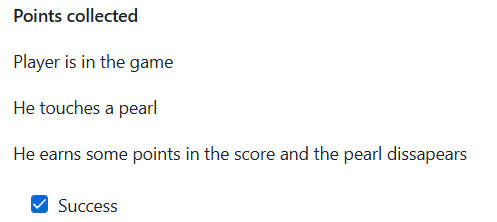 Points collected
Player is in the game
He touches a pearl
He earns some points in the score and the pearl dissapears
Success